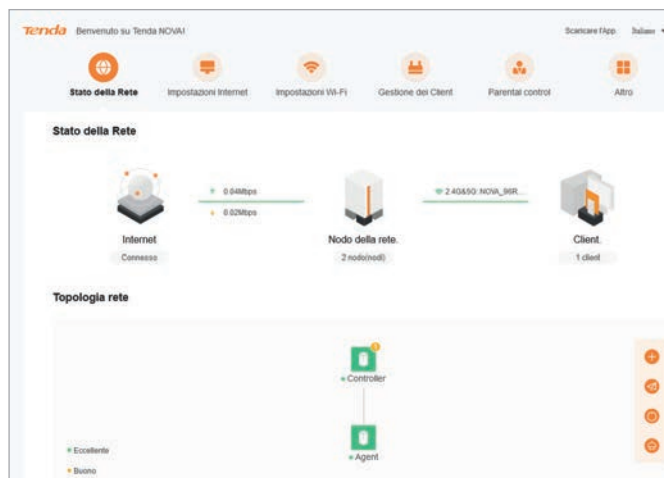 Tenda Benvenuto su Tenda NOVA! Scaricare l'App. Italiano
Stato della Rete Impostazioni Internet Impostazioni Wi-Fi Gestione dei Client Parental control Altro
Stato della Rete
0.04Mbps 2.4G&5G: NOVA_96R...
0.02Mbps
Internet Nodo della rete. Client.
Connesso 2 nodo(nodi) 1 client
Topologia rete
1
Controller
Agent
Eccellente
Buono